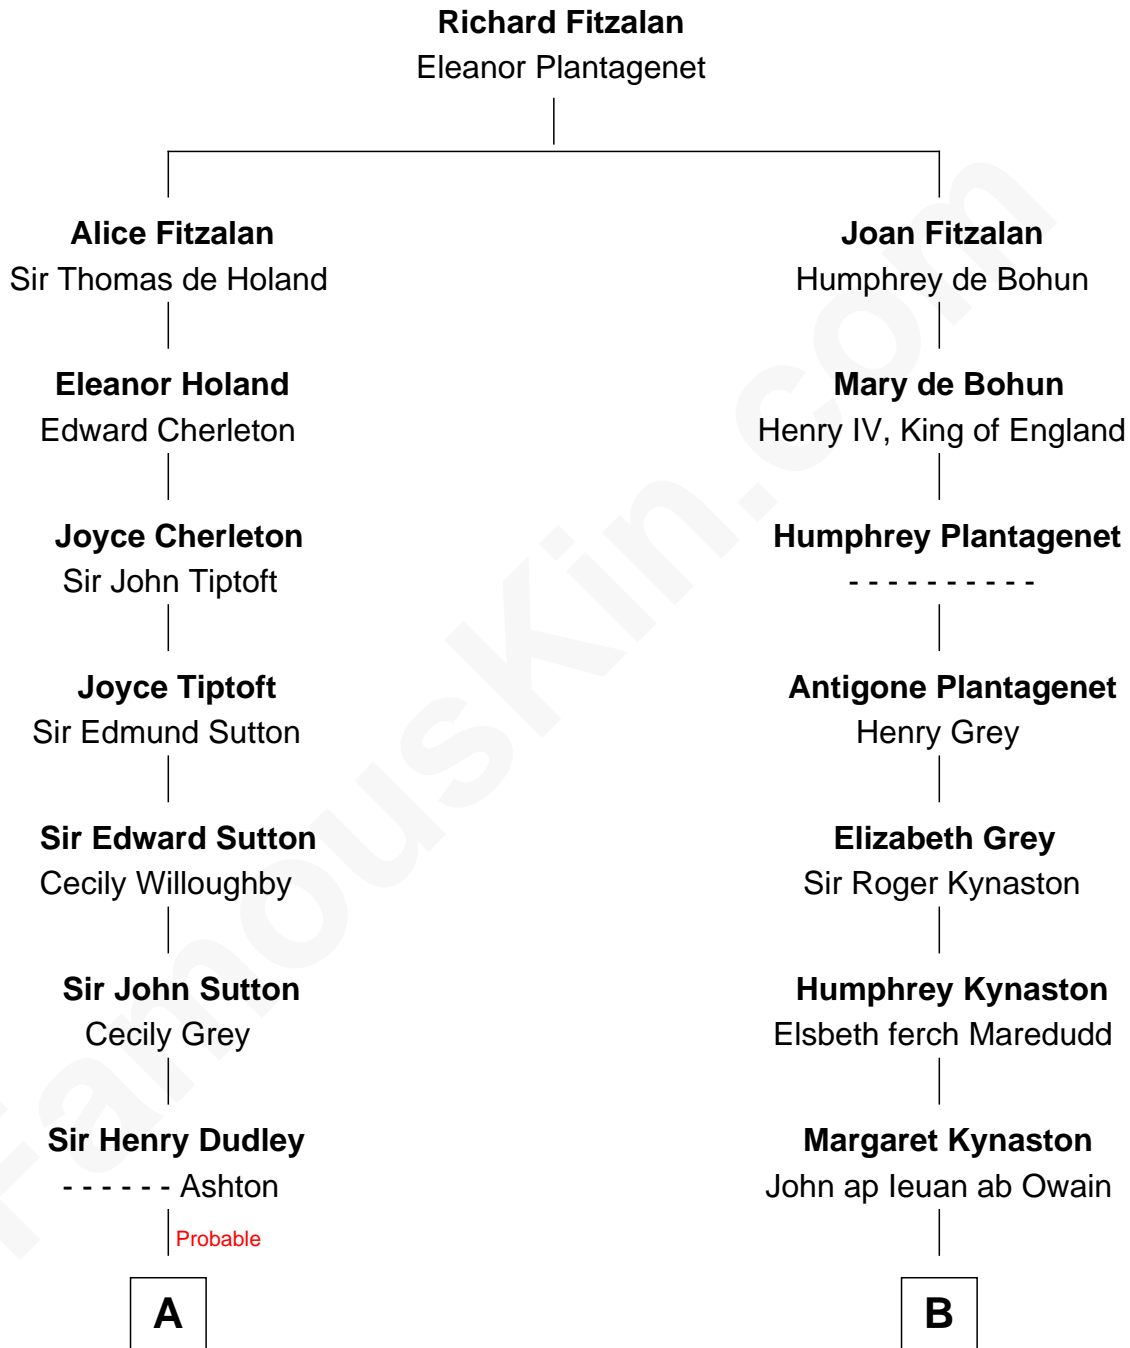 Richard Fitzalan
Eleanor Plantagenet
Alice Fitzalan
Sir Thomas de Holand
Joan Fitzalan
Humphrey de Bohun
Eleanor Holand
Edward Cherleton
Mary de Bohun
Henry IV, King of England
Joyce Cherleton
Sir John Tiptoft
Humphrey Plantagenet
- - - - - - - - - -
Joyce Tiptoft
Sir Edmund Sutton
Antigone Plantagenet
Henry Grey
Sir Edward Sutton
Cecily Willoughby
Elizabeth Grey
Sir Roger Kynaston
Sir John Sutton
Cecily Grey
Humphrey Kynaston
Elsbeth ferch Maredudd
Sir Henry Dudley
- - - - - - Ashton
Margaret Kynaston
John ap Ieuan ab Owain
Probable
A
B
FamousKin.com